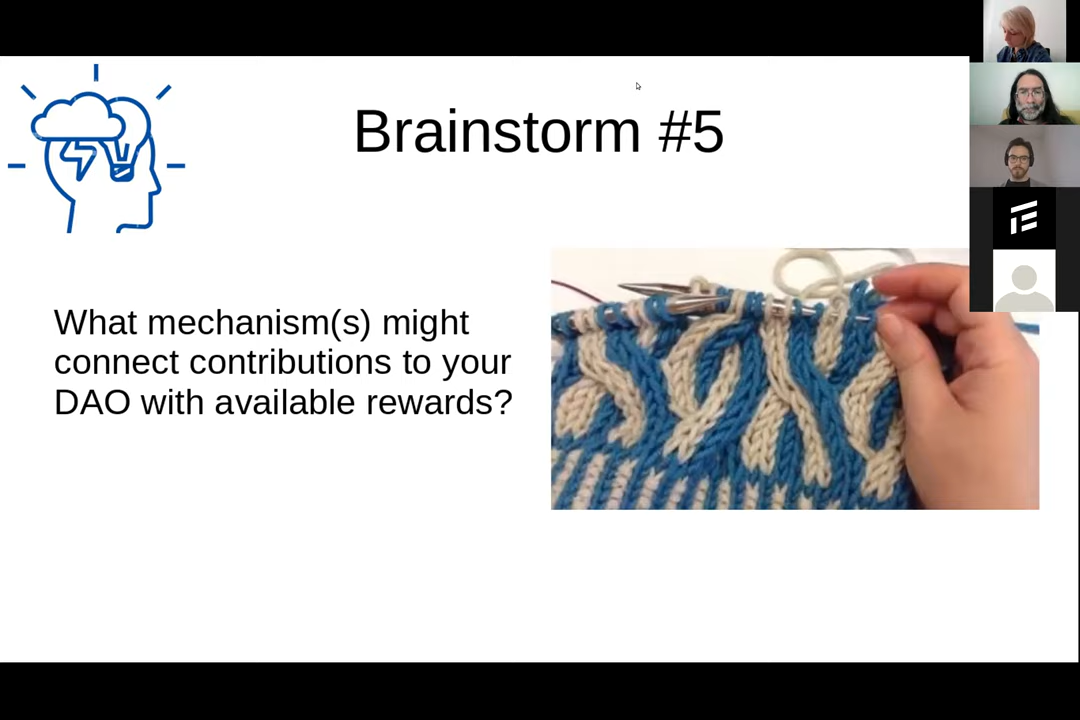 Brainstorm #5
What mechanism(s) might
connect contributions to your
DAO with available rewards?